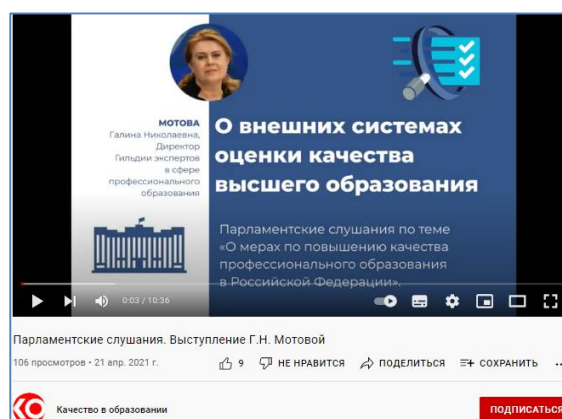 МОТОВА
Галина Николаевна,
Директор
Гильдии экспертов
в сфере
профессионального
образования
О внешних системах
оценки качества
высшего образования
Парламентские слушания по теме
«О мерах по повышению качества
профессионального образования
в Российской Федерации».
0:03 / 10:36
Парламентские слушания. Выступление Г.Н. Мотовой
106 просмотров • 21 апр. 2021 г.
9 НЕ НРАВИТСЯ ПОДЕЛИТЬСЯ СОХРАНИТЬ ...
Качество в образовании
ПОДПИСАТЬСЯ